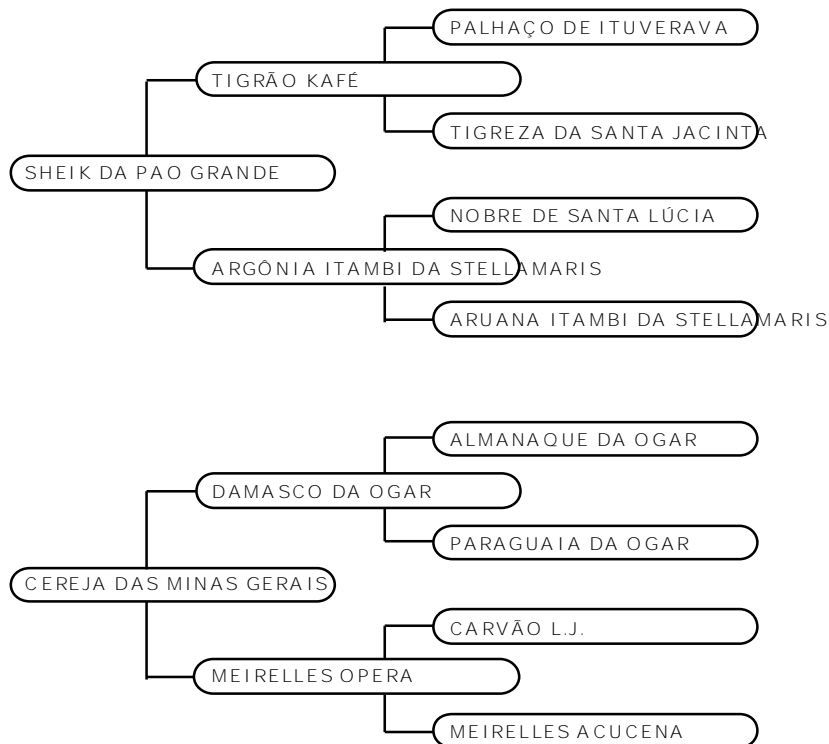 PALHAÇO DE ITUVERAVA
TIGRÃO KAFÉ
TIGREZA DA SANTA JACINTA
SHEIK DA PAO GRANDE
NOBRE DE SANTA LÚCIA
ARGÔNIA ITAMBI DA STELLAMARIS
ARUANA ITAMBI DA STELLAMARIS
ALMANAQUE DA OGAR
DAMASCO DA OGAR
PARAGUAIA DA OGAR
CEREJA DAS MINAS GERAIS
CARVÃO L.J.
MEIRELLES OPERA
MEIRELLES ACUCENA